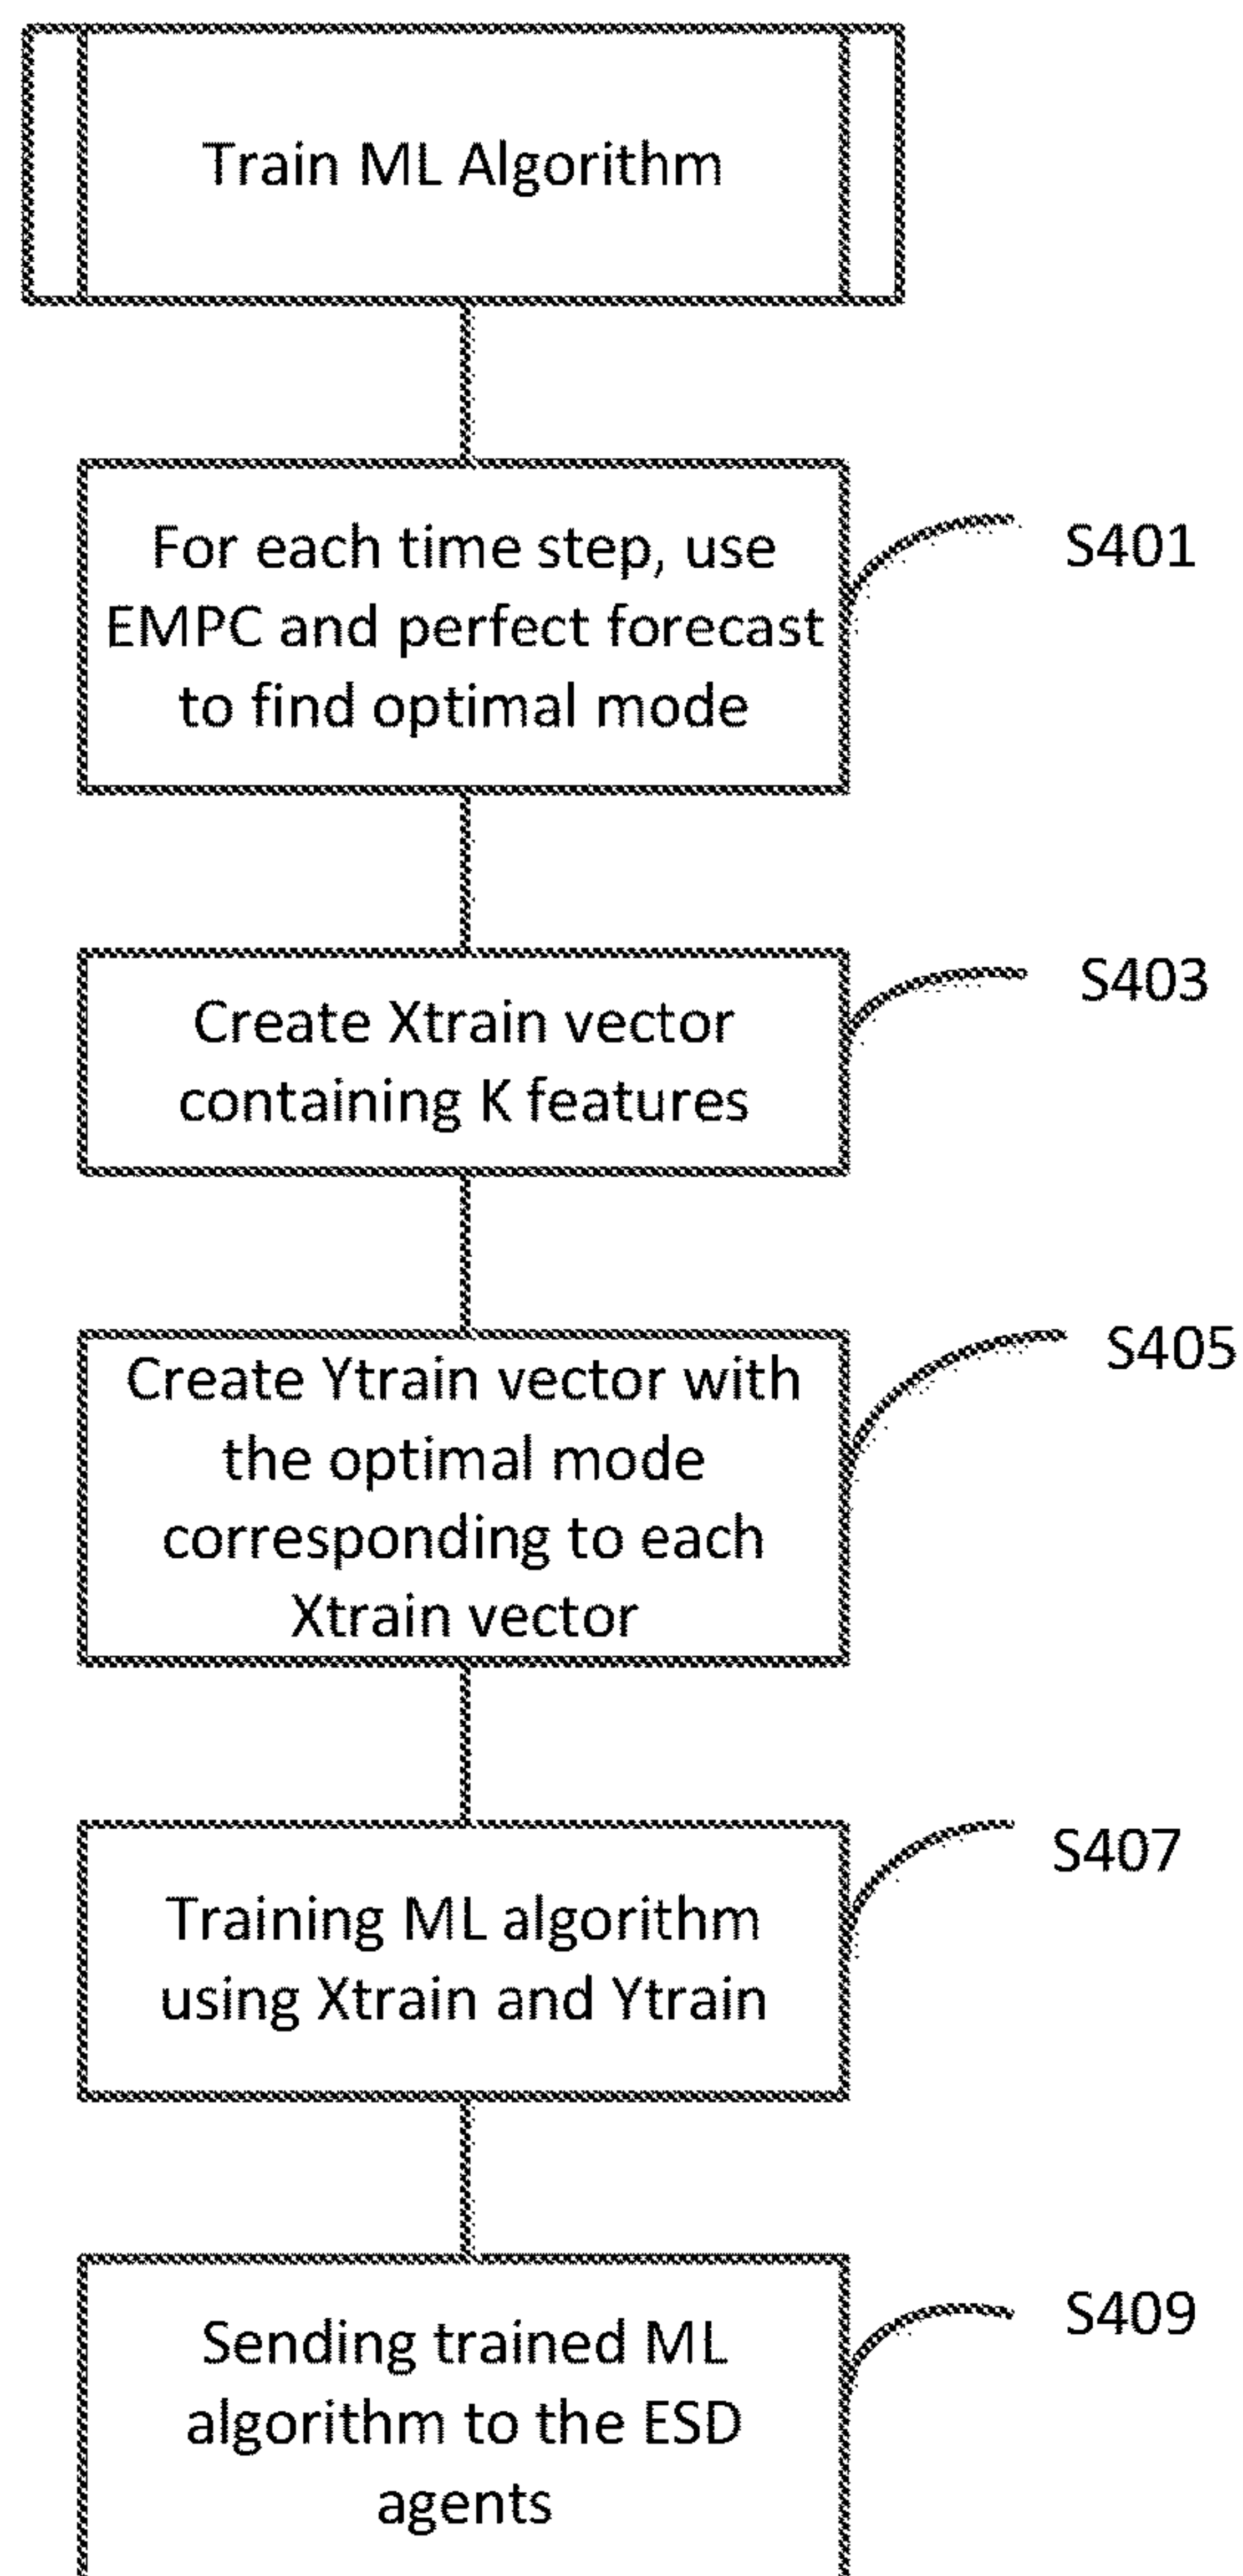 Train ML Algorithm
For each time step, use
EMPC and perfect forecast
to find optimal mode
S401
Create Xtrain vector
containing K features
S403
Create Ytrain vector with
the optimal mode
corresponding to each
Xtrain vector
S405
Training ML algorithm
using Xtrain and Ytrain
S407
Sending trained ML
algorithm to the ESD
agents
S409